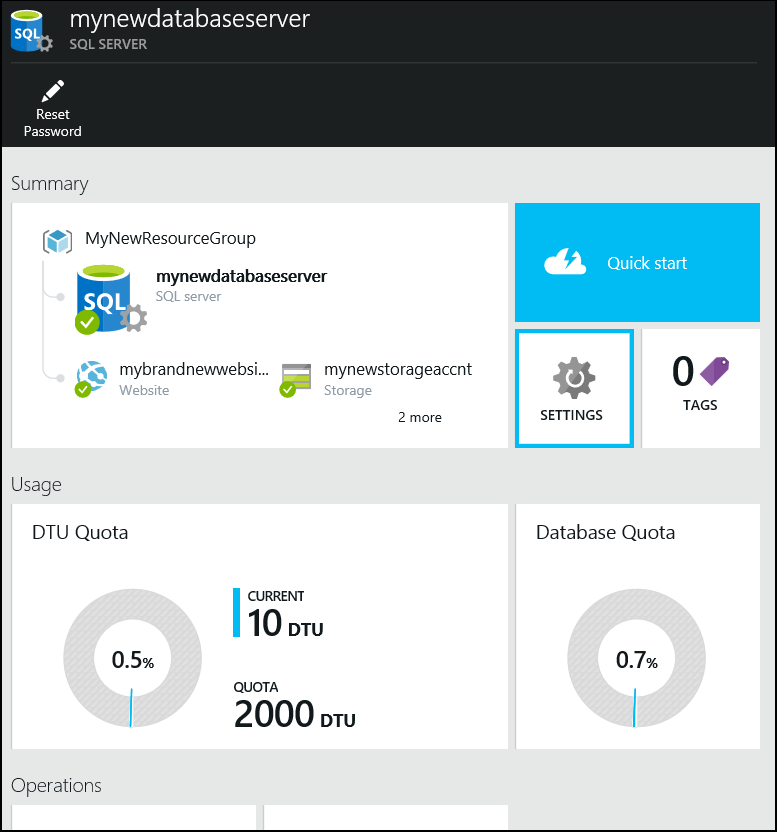 SQL
mynewdatabaseserver
SQL SERVER
Reset
Password
Summary
MyNewResourceGroup
SQL
mynewdatabaseserver
SQL server
mybrandnewwebsi...
Website
mynewstorageaccnt
Storage
2 more
Quick start
SETTINGS
0
TAGS
Usage
DTU Quota
0.5%
CURRENT
10 DTU
QUOTA
2000 DTU
Database Quota
0.7%
Operations